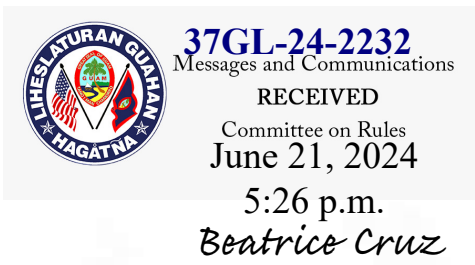 LIHESLATURAN GUÅHAN
HAGÅTÑA
GUAM
37GL-24-2232
Messages and Communications
RECEIVED
Committee on Rules
June 21, 2024
5:26 p.m.
Beatrice Cruz